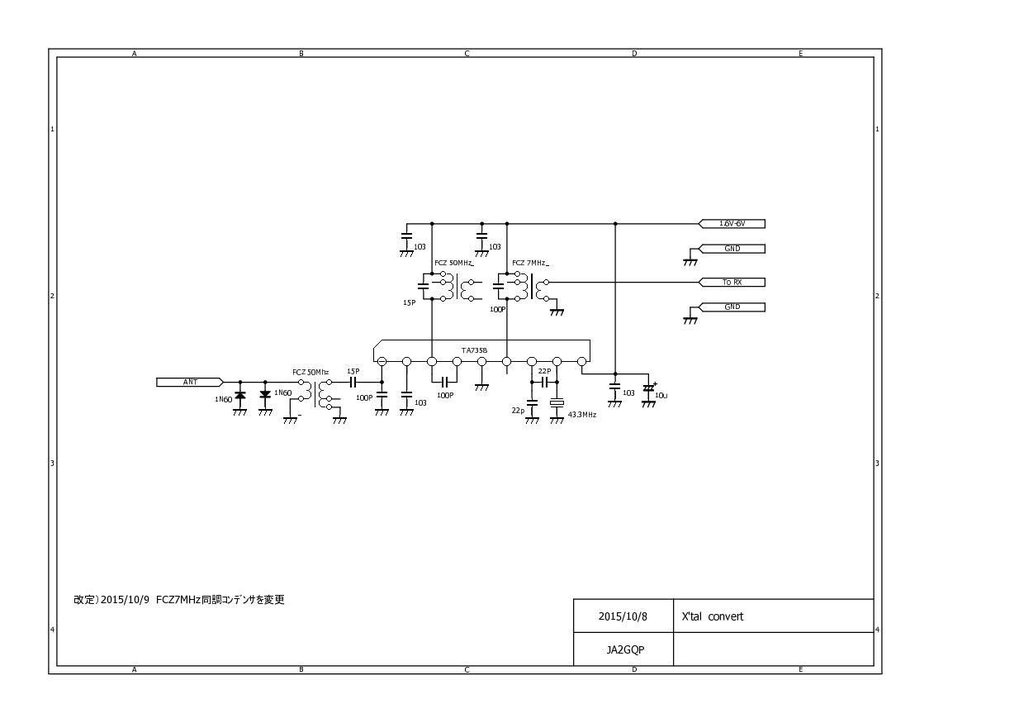 A B C D E
1 1
1.6V-6V
103 103
GND
FCZ 50MHz_ FCZ 7MHz_
To RX
2 2
15P 100P
GND
TA7358
FCZ 50Mhz 15P 22P
ANT
1N60 1N60 100P 103 100P 103 10u
22p 43.3MHz
3 3
改定）2015/10/9 FCZ7MHz同調コンデンサを変更
2015/10/8 X'tal convert
4 4
JA2GQP
A B C D E